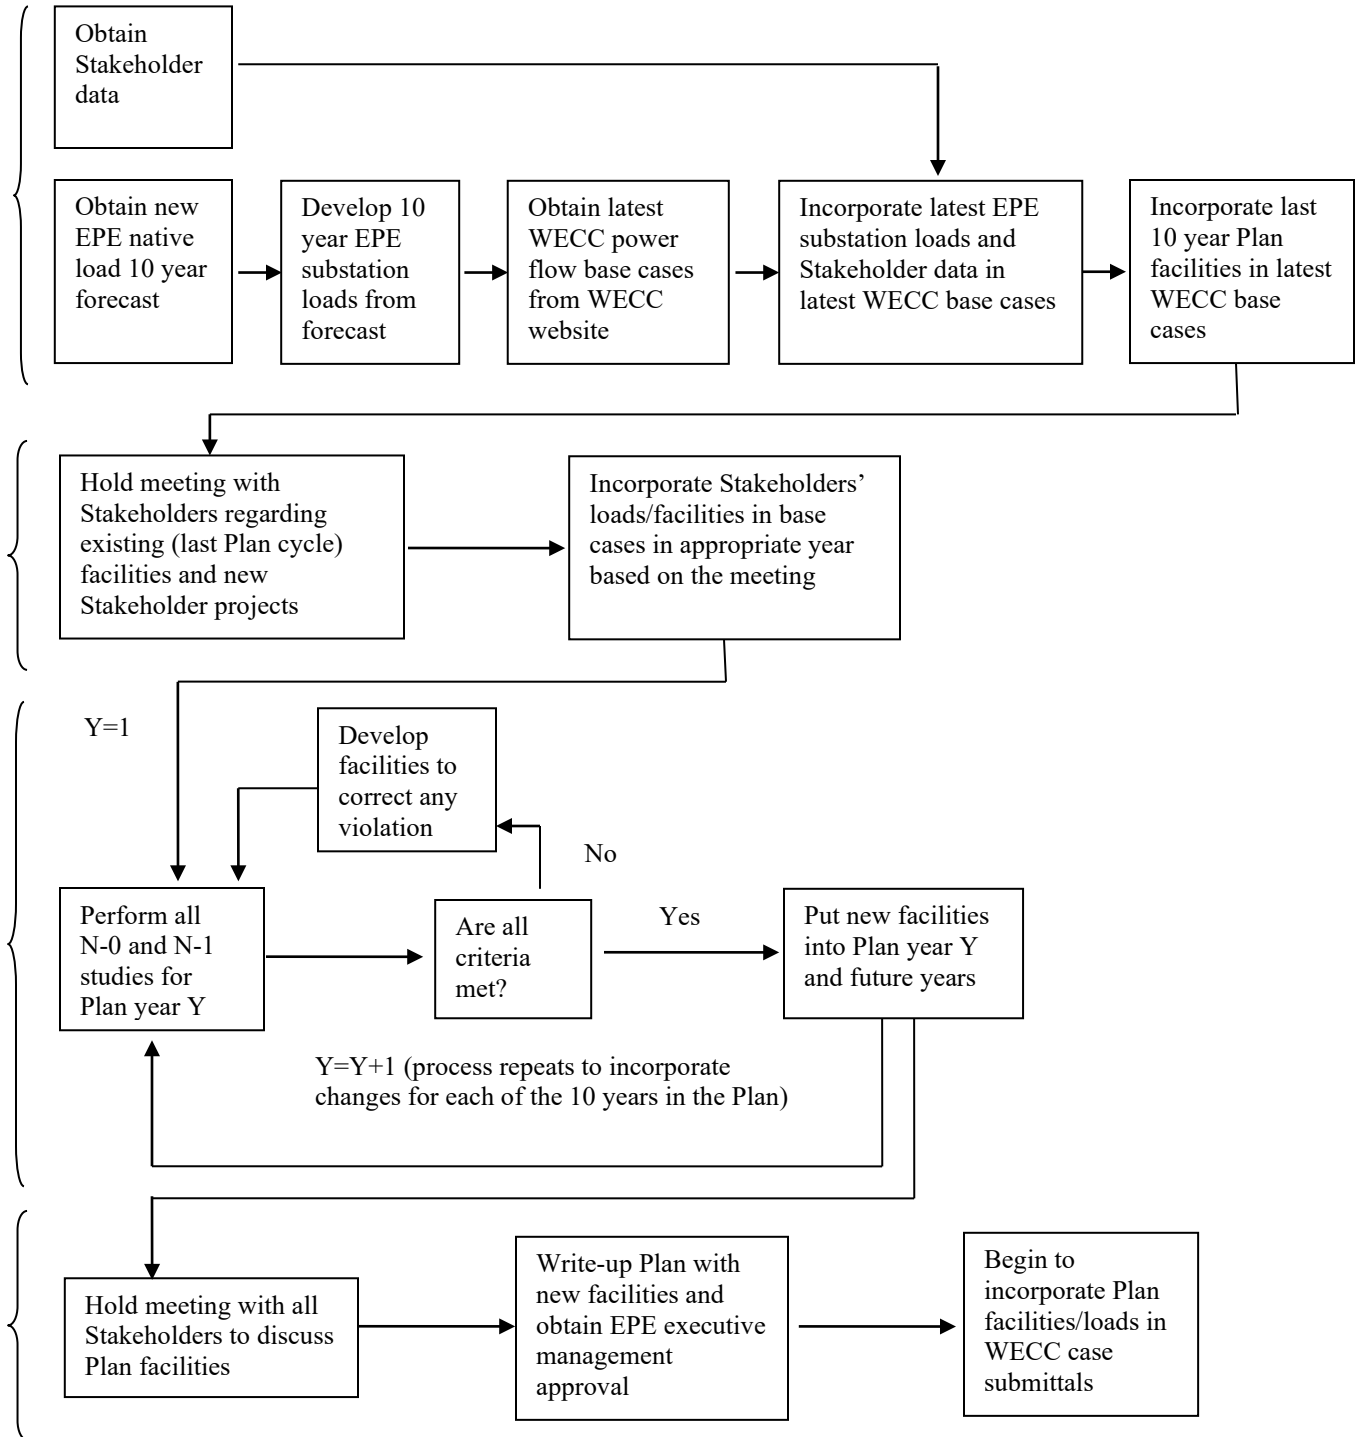 Obtain
Stakeholder
data
Obtain new
EPE native
load 10 year
forecast
Develop 10
year EPE
substation
loads from
forecast
Obtain latest
WECC power
flow base cases
from WECC
website
Incorporate latest EPE
substation loads and
Stakeholder data in
latest WECC base cases
Incorporate last
10 year Plan
facilities in latest
WECC base
cases
Hold meeting with
Stakeholders regarding
existing (last Plan cycle)
facilities and new
Stakeholder projects
Incorporate Stakeholders’
loads/facilities in base
cases in appropriate year
based on the meeting
Y=1
Develop
facilities to
correct any
violation
No
Perform all
N-0 and N-1
studies for
Plan year Y
Are all
criteria
met?
Yes
Put new facilities
into Plan year Y
and future years
Y=Y+1 (process repeats to incorporate
changes for each of the 10 years in the Plan)
Hold meeting with all
Stakeholders to discuss
Plan facilities
Write-up Plan with
new facilities and
obtain EPE executive
management
approval
Begin to
incorporate Plan
facilities/loads in
WECC case
submittals